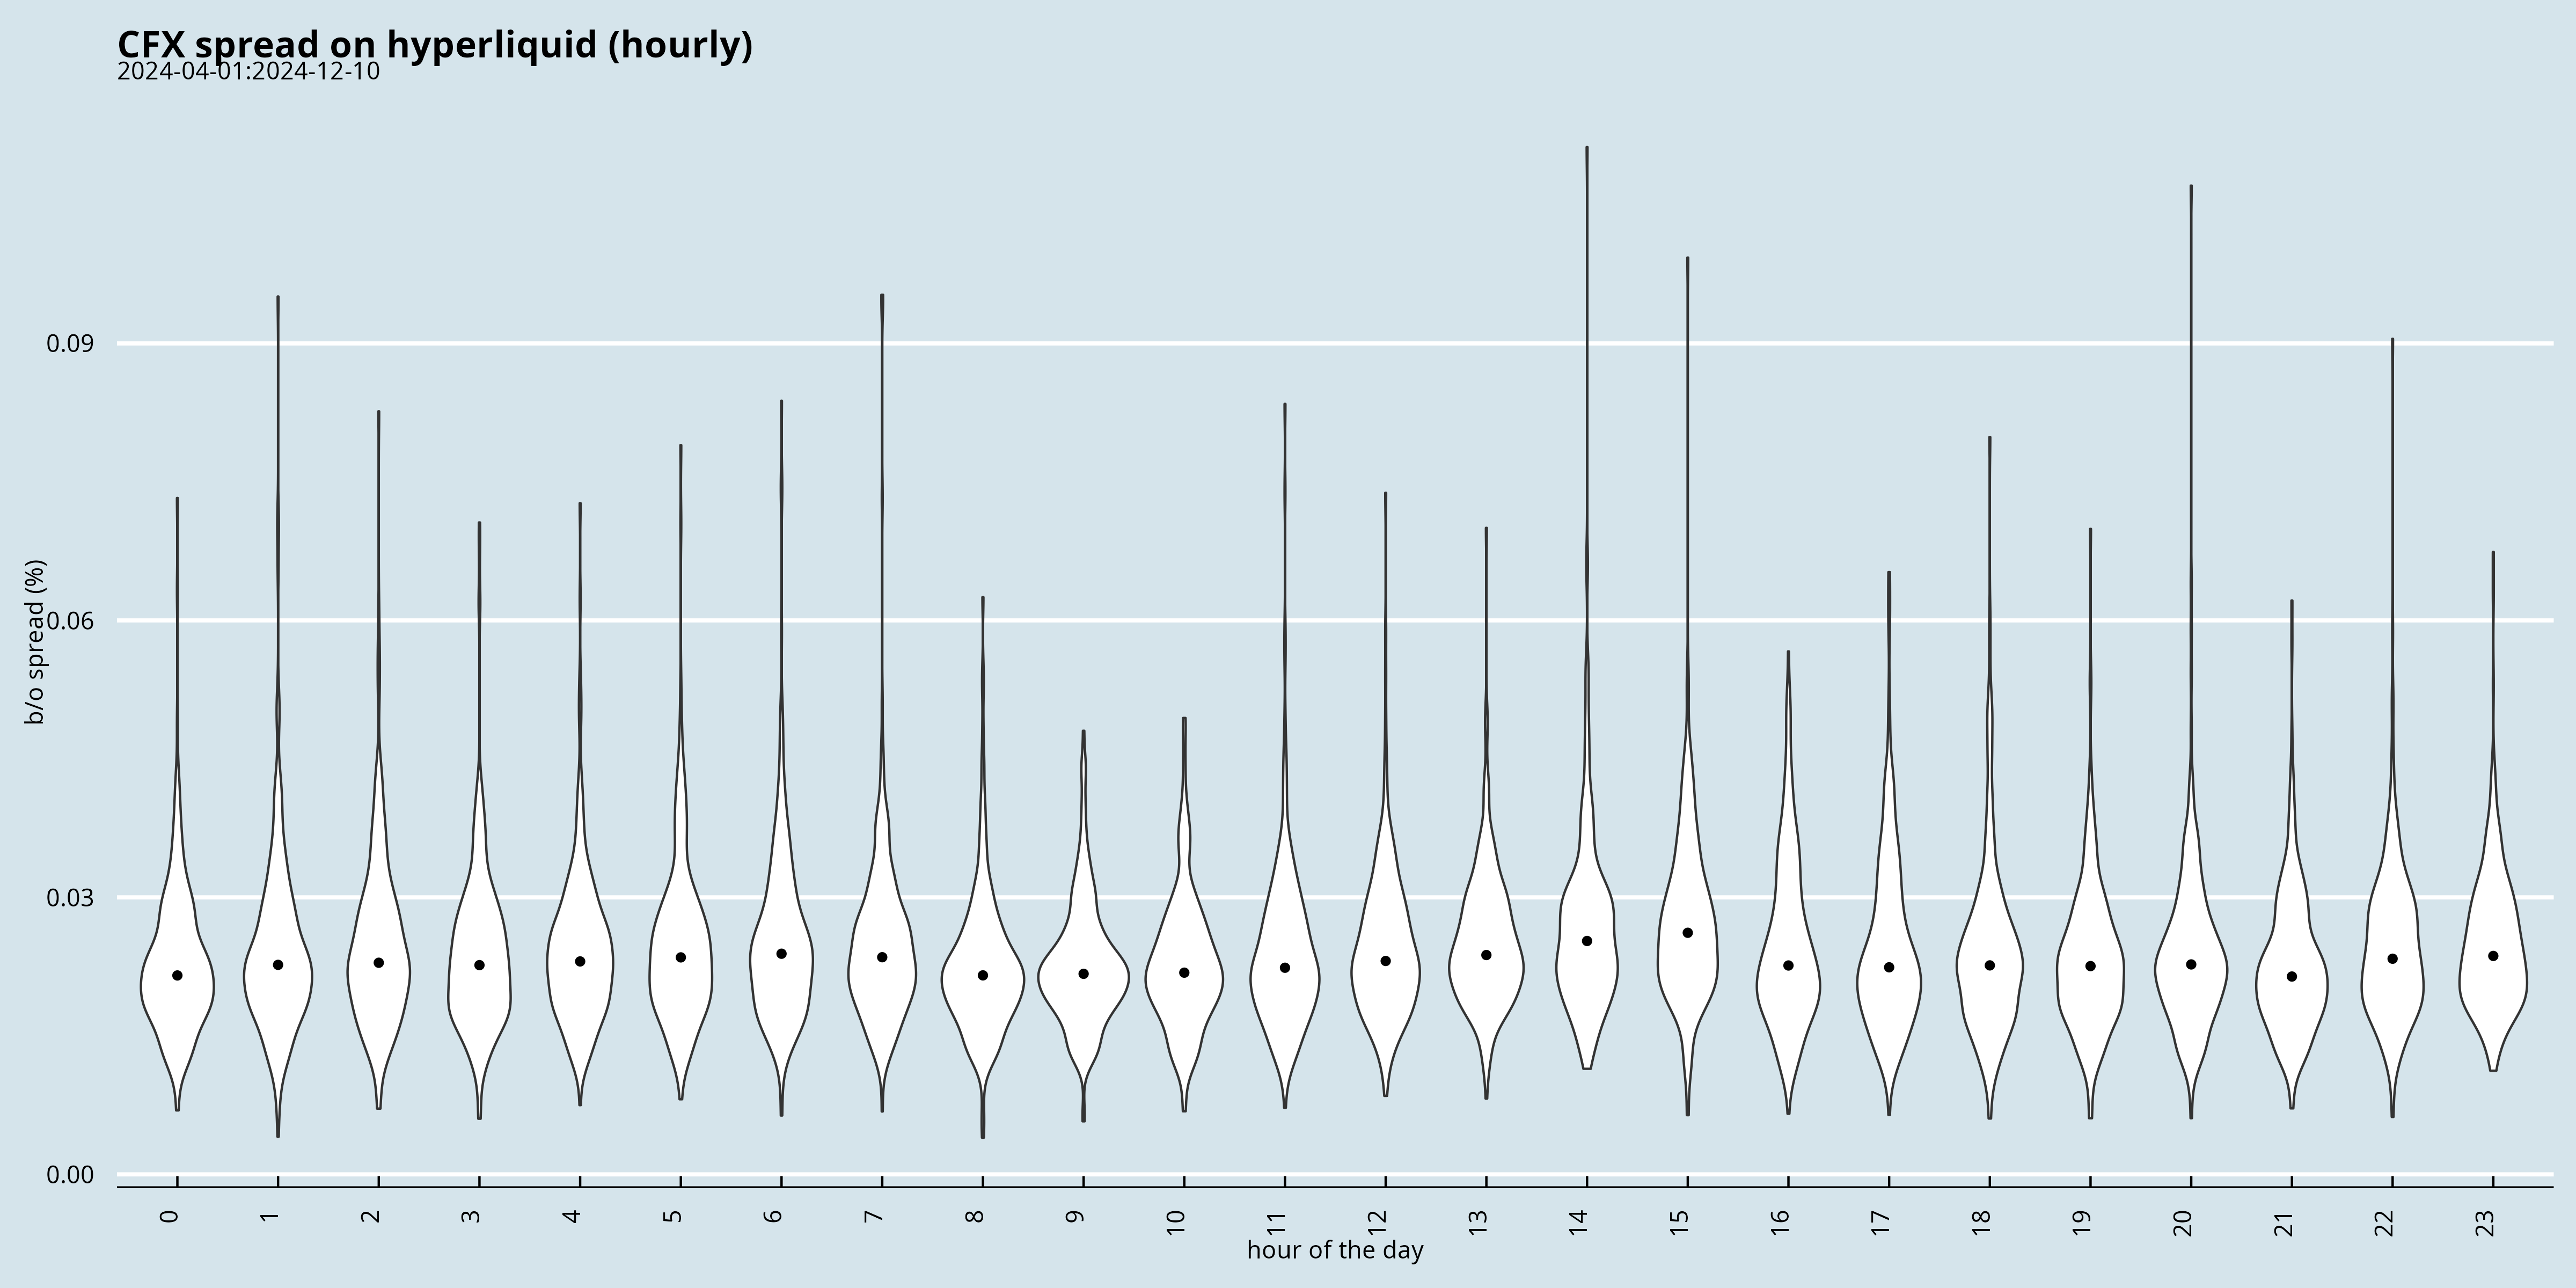 CFX spread on hyperliquid (hourly)
2024-04-01:2024-12-10
b/o spread (%)
0.09
0.06
0.03
0.00
0 1 2 3 4 5 6 7 8 9 10 11 12 13 14 15 16 17 18 19 20 21 22 23
hour of the day